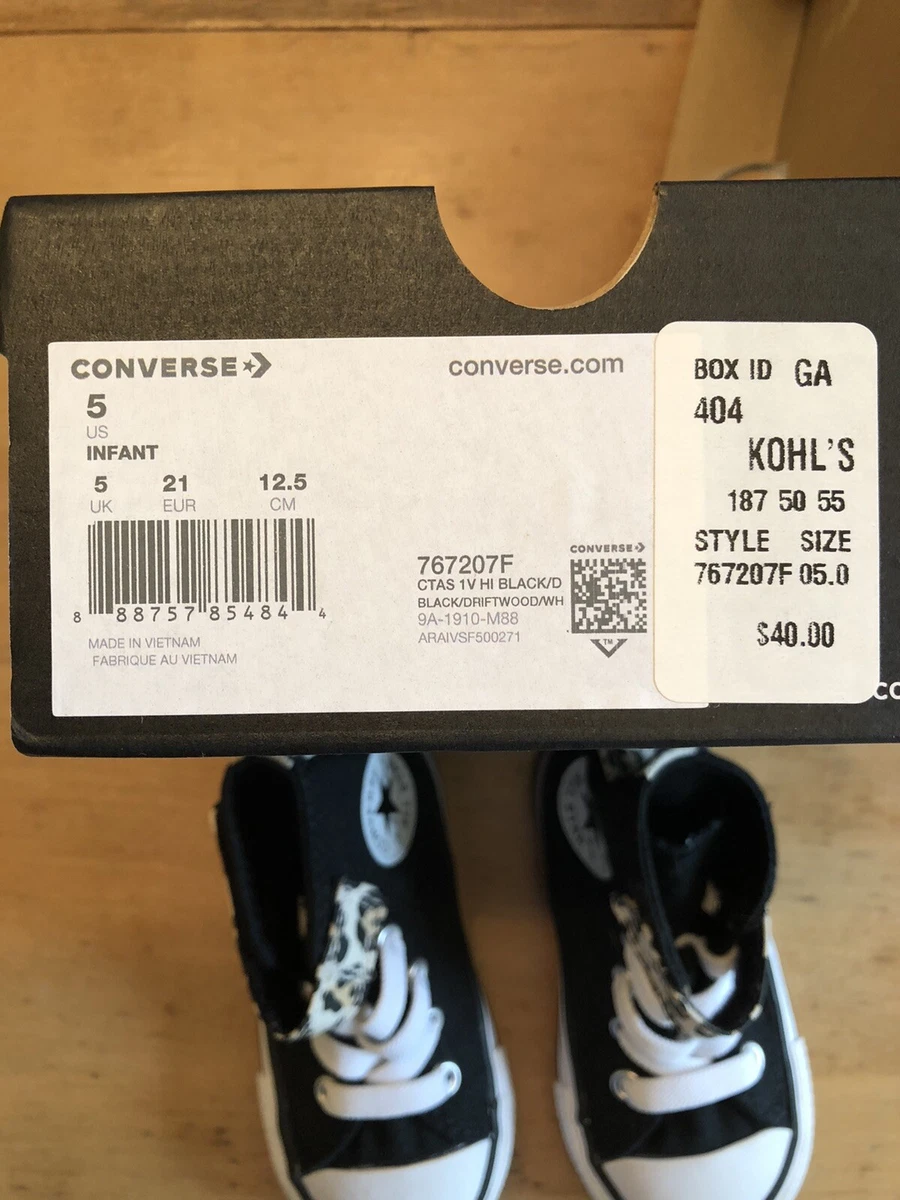 CONVERSE
converse.com
5
US
INFANT
5 21 12.5
UK EUR CM
8 88757 85484 4
MADE IN VIETNAM
FABRIQUE AU VIETNAM
767207F
CTAS 1V HI BLACK/D
BLACK/DRIFTWOOD/WH
9A-1910-M88
ARAIVSF500271
CONVERSE
TM
BOX ID GA
404
KOHL'S
187 50 55
STYLE SIZE
767207F 05.0
$40.00
co